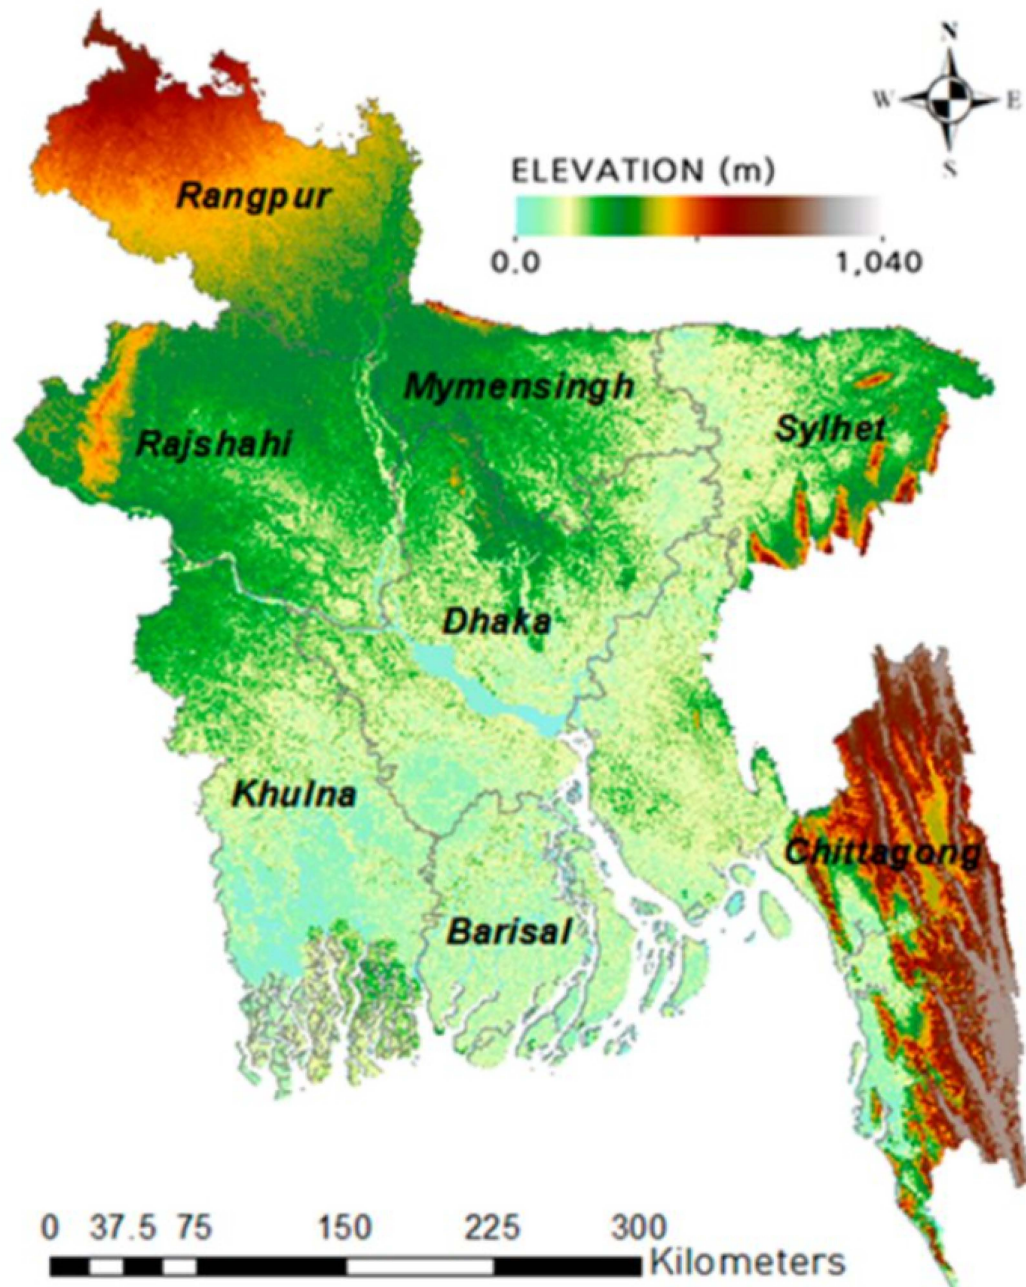 N
W E
S
ELEVATION (m)
0.0 1,040
Rangpur
Mymensingh
Rajshahi
Sylhet
Dhaka
Khulna
Chittagong
Barisal
0 37.5 75 150 225 300
Kilometers